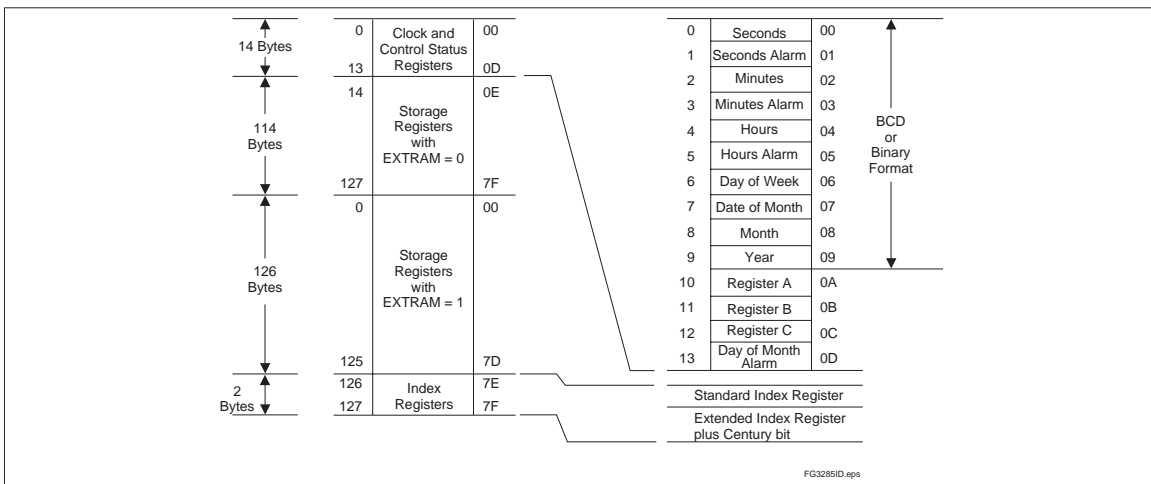 14 Bytes
0 Clock and 00
Control Status
13 Registers 0D
14 0E
114
Bytes
Storage
Registers
with
EXTRAM = 0
127 7F
0 00
126
Bytes
Storage
Registers
with
EXTRAM = 1
125 7D
2
Bytes
126 Index 7E
127 Registers 7F
0 Seconds 00
1 Seconds Alarm 01
2 Minutes 02
3 Minutes Alarm 03
4 Hours 04
5 Hours Alarm 05
6 Day of Week 06
7 Date of Month 07
8 Month 08
9 Year 09
10 Register A 0A
11 Register B 0B
12 Register C 0C
13 Day of Month 0D
Alarm
BCD
or
Binary
Format
Standard Index Register
Extended Index Register
plus Century bit
FG3285ID.eps